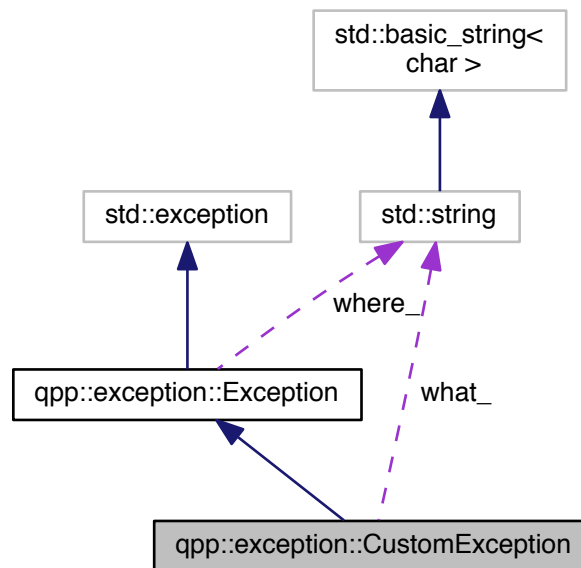 std::basic_string<
char >
std::exception
std::string
where_
qpp::exception::Exception
what_
qpp::exception::CustomException